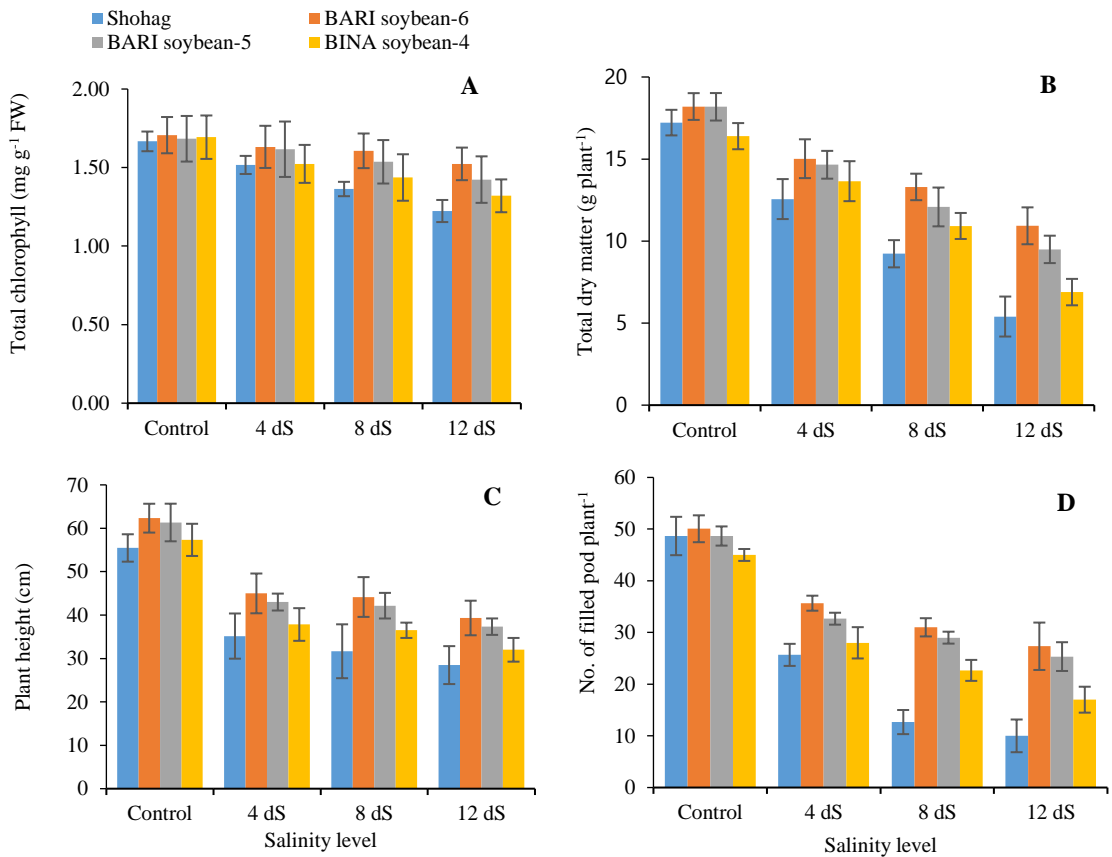 Shohag
BARI soybean-6
BARI soybean-5
BINA soybean-4
A
Total chlorophyll (mg g⁻¹ FW)
2.00
1.50
1.00
0.50
0.00
Control 4 dS 8 dS 12 dS
B
Total dry matter (g plant⁻¹)
20
15
10
5
0
Control 4 dS 8 dS 12 dS
C
Plant height (cm)
70
60
50
40
30
20
10
0
Control 4 dS 8 dS 12 dS
Salinity level
D
No. of filled pod plant⁻¹
60
50
40
30
20
10
0
Control 4 dS 8 dS 12 dS
Salinity level